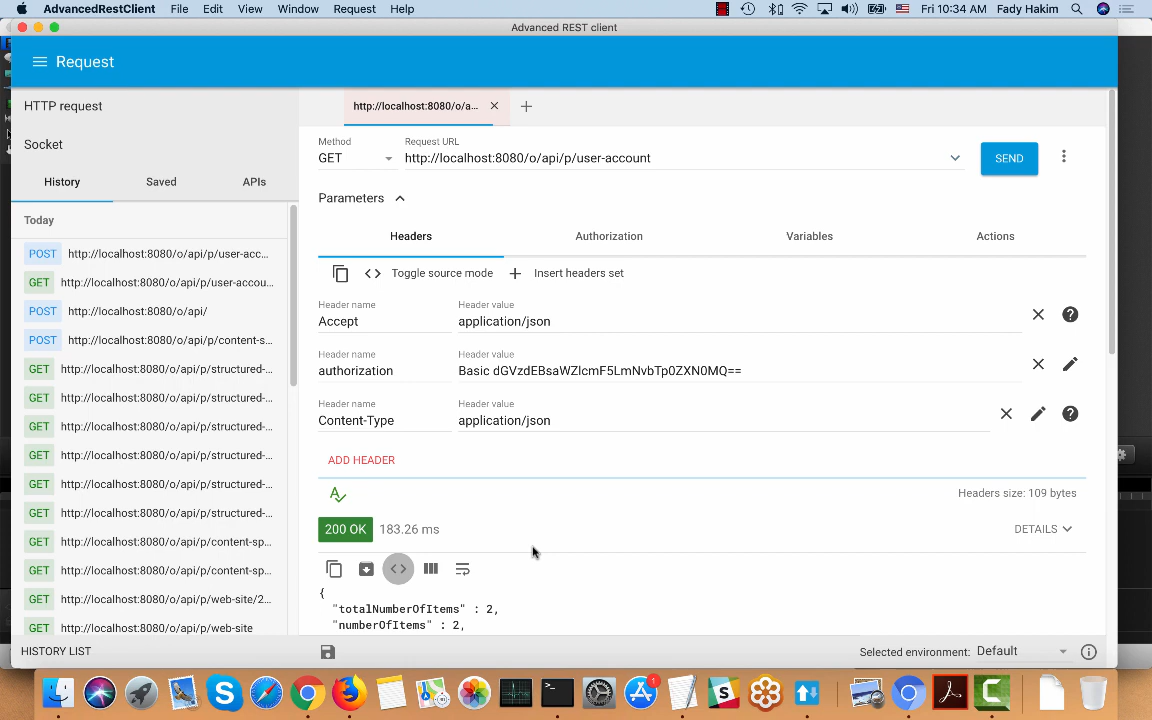 AdvancedRestClient File Edit View Window Request Help Fri 10:34 AM Fady Hakim
Advanced REST client
Request
HTTP request
Socket
History Saved APIs
Today
POST http://localhost:8080/o/api/p/user-acc...
GET http://localhost:8080/o/api/p/user-accou...
POST http://localhost:8080/o/api/
POST http://localhost:8080/o/api/p/content-s...
GET http://localhost:8080/o/api/p/structured-...
GET http://localhost:8080/o/api/p/structured-...
GET http://localhost:8080/o/api/p/structured-...
GET http://localhost:8080/o/api/p/structured-...
GET http://localhost:8080/o/api/p/structured-...
GET http://localhost:8080/o/api/p/structured-...
GET http://localhost:8080/o/api/p/content-sp...
GET http://localhost:8080/o/api/p/content-sp...
GET http://localhost:8080/o/api/p/web-site/2...
GET http://localhost:8080/o/api/p/web-site
HISTORY LIST
http://localhost:8080/o/a...
Method Request URL
GET http://localhost:8080/o/api/p/user-account
SEND
Parameters
Headers Authorization Variables Actions
Toggle source mode Insert headers set
Header name Header value
Accept application/json
Header name Header value
authorization Basic dGVzdEBsaWZlcmF5LmNvbTp0ZXN0MQ==
Header name Header value
Content-Type application/json
ADD HEADER
Headers size: 109 bytes
200 OK 183.26 ms DETAILS
{
"totalNumberOfItems" : 2,
"numberOfItems" : 2,
Selected environment: Default
1